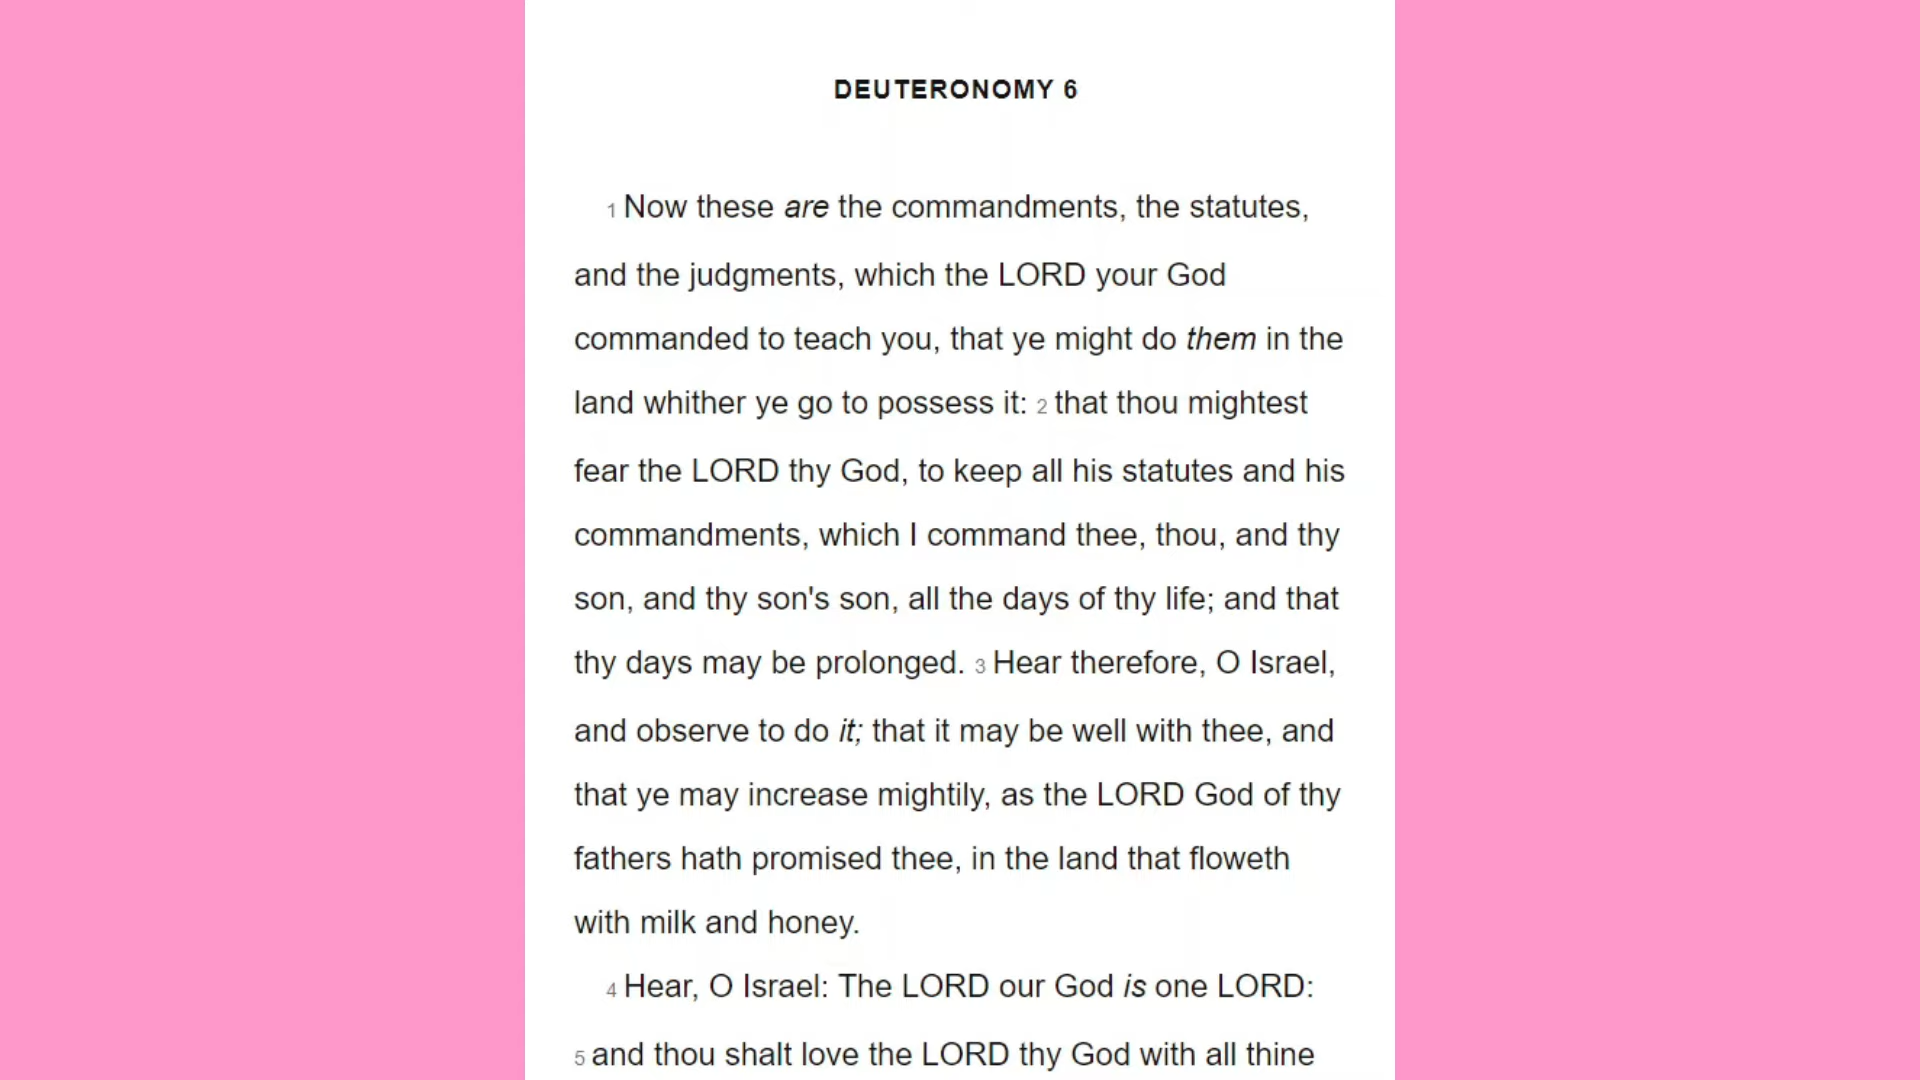 DEUTERONOMY 6
1 Now these are the commandments, the statutes,
and the judgments, which the LORD your God
commanded to teach you, that ye might do them in the
land whither ye go to possess it: 2 that thou mightest
fear the LORD thy God, to keep all his statutes and his
commandments, which I command thee, thou, and thy
son, and thy son's son, all the days of thy life; and that
thy days may be prolonged. 3 Hear therefore, O Israel,
and observe to do it; that it may be well with thee, and
that ye may increase mightily, as the LORD God of thy
fathers hath promised thee, in the land that floweth
with milk and honey.
4 Hear, O Israel: The LORD our God is one LORD:
5 and thou shalt love the LORD thy God with all thine